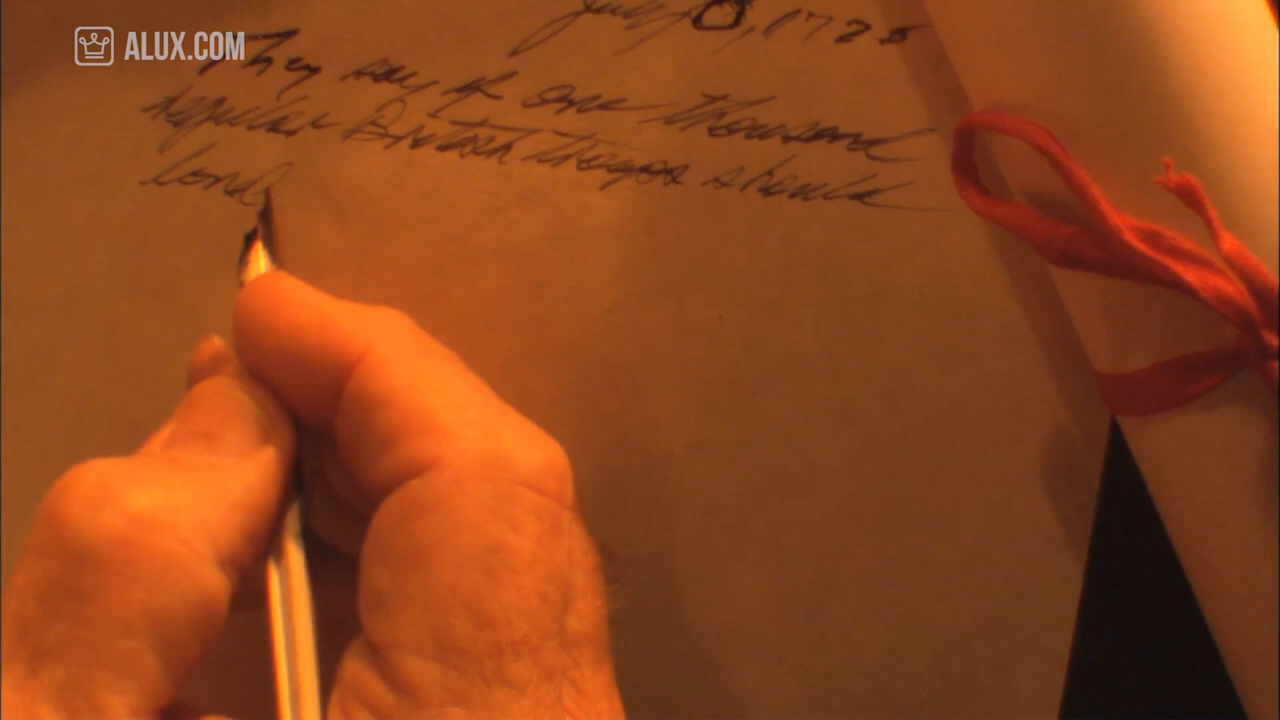 ALUX.COM
July 8, 1775
They say if one thousand
regular British troops should
land